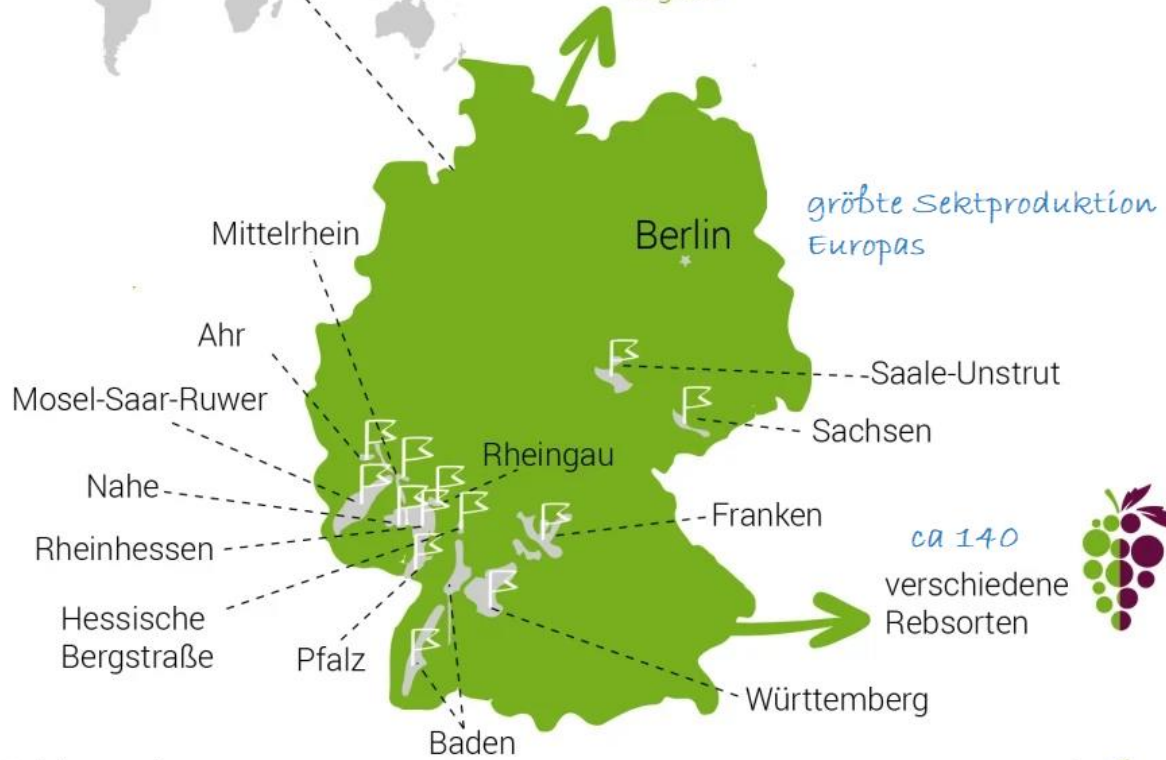 größte Sektproduktion
Europas
Mittelrhein
Berlin
Ahr
Saale-Unstrut
Mosel-Saar-Ruwer
Sachsen
Rheingau
Nahe
Franken
Rheinhessen
ca 140
verschiedene
Rebsorten
Hessische
Bergstraße
Pfalz
Württemberg
Baden